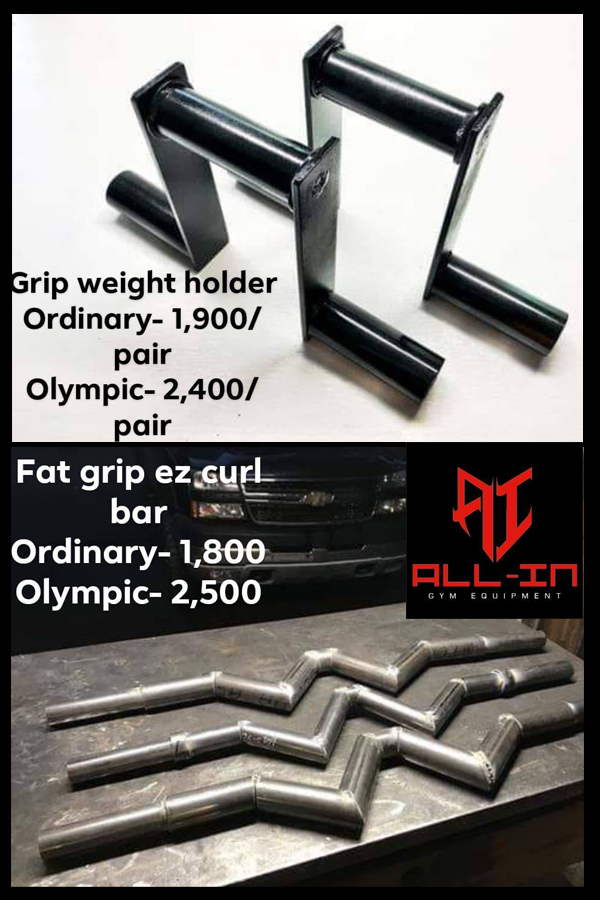 Grip weight holder
Ordinary- 1,900/
pair
Olympic- 2,400/
pair
Fat grip ez curl
bar
Ordinary- 1,800
Olympic- 2,500
ALL-IN
GYM EQUIPMENT